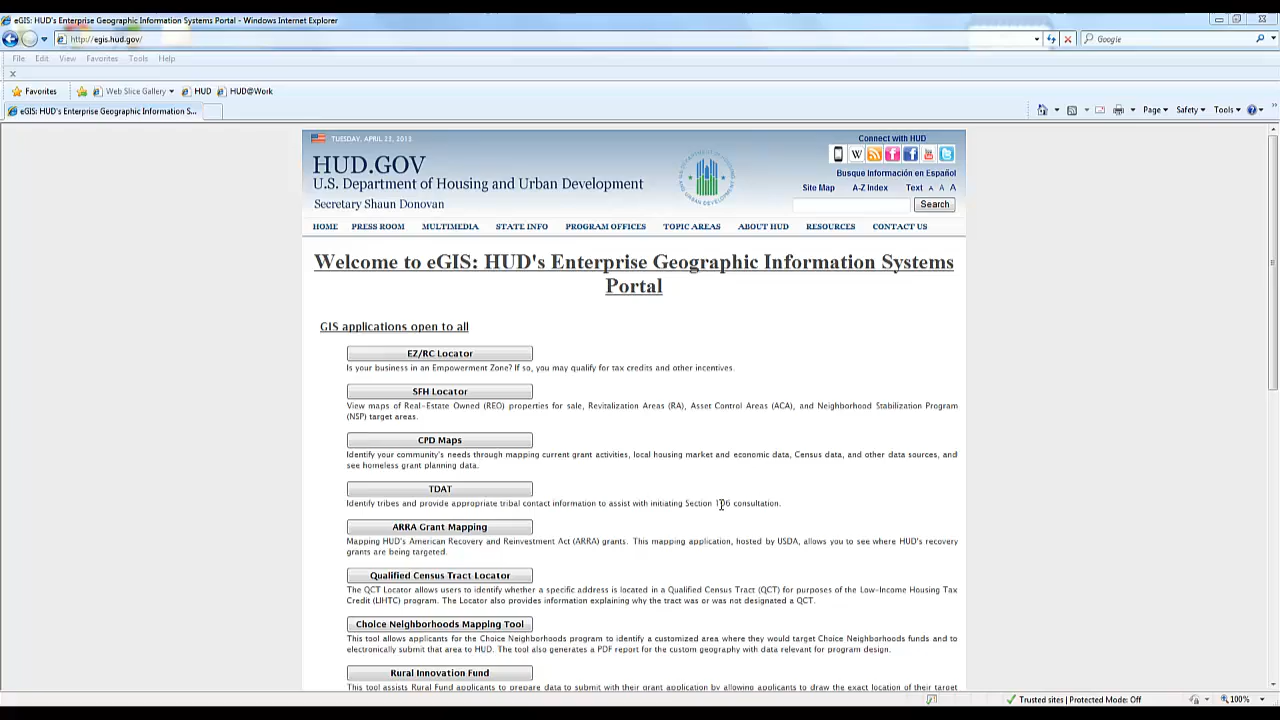 eGIS: HUD's Enterprise Geographic Information Systems Portal - Windows Internet Explorer
http://egis.hud.gov/
Google
File Edit View Favorites Tools Help
x
Favorites Web Slice Gallery HUD HUD@Work
eGIS: HUD's Enterprise Geographic Information S...
Page Safety Tools
TUESDAY, APRIL 23, 2013
Connect with HUD
HUD.GOV
U.S. Department of Housing and Urban Development
Secretary Shaun Donovan
Busque Información en Español
Site Map A-Z Index Text A A A
Search
HOME PRESS ROOM MULTIMEDIA STATE INFO PROGRAM OFFICES TOPIC AREAS ABOUT HUD RESOURCES CONTACT US
Welcome to eGIS: HUD's Enterprise Geographic Information Systems
Portal
GIS applications open to all
EZ/RC Locator
Is your business in an Empowerment Zone? If so, you may qualify for tax credits and other incentives.
SFH Locator
View maps of Real-Estate Owned (REO) properties for sale, Revitalization Areas (RA), Asset Control Areas (ACA), and Neighborhood Stabilization Program
(NSP) target areas.
CPD Maps
Identify your community's needs through mapping current grant activities, local housing market and economic data, Census data, and other data sources, and
see homeless grant planning data.
TDAT
Identify tribes and provide appropriate tribal contact information to assist with initiating Section 106 consultation.
ARRA Grant Mapping
Mapping HUD's American Recovery and Reinvestment Act (ARRA) grants. This mapping application, hosted by USDA, allows you to see where HUD's recovery
grants are being targeted.
Qualified Census Tract Locator
The QCT Locator allows users to identify whether a specific address is located in a Qualified Census Tract (QCT) for purposes of the Low-Income Housing Tax
Credit (LIHTC) program. The Locator also provides information explaining why the tract was or was not designated a QCT.
Choice Neighborhoods Mapping Tool
This tool allows applicants for the Choice Neighborhoods program to identify a customized area where they would target Choice Neighborhoods funds and to
electronically submit that area to HUD. The tool also generates a PDF report for the custom geography with data relevant for program design.
Rural Innovation Fund
This tool assists Rural Fund applicants to prepare data to submit with their grant application by allowing applicants to draw the exact location of their target
Trusted sites | Protected Mode: Off
100%